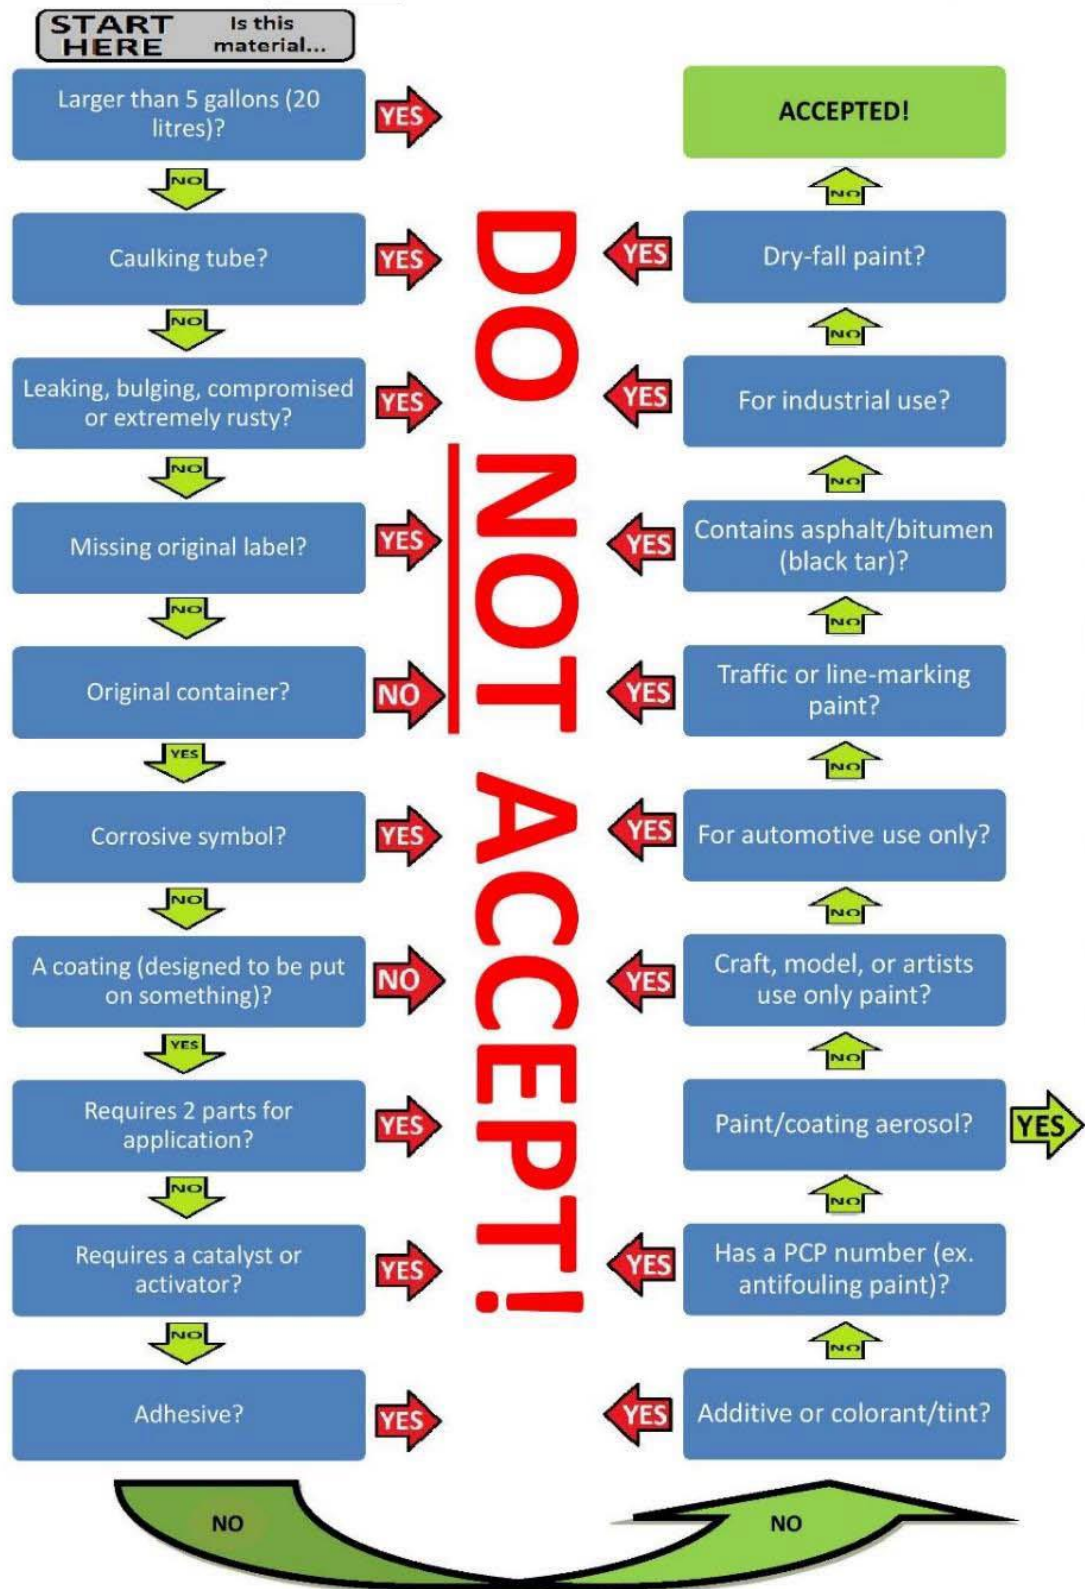 START HERE
Is this material...
Larger than 5 gallons (20
litres)?
YES
NO
Caulking tube?
YES
NO
Leaking, bulging, compromised
or extremely rusty?
YES
NO
Missing original label?
YES
NO
Original container?
NO
YES
Corrosive symbol?
YES
NO
A coating (designed to be put
on something)?
NO
YES
Requires 2 parts for
application?
YES
NO
Requires a catalyst or
activator?
YES
NO
Adhesive?
YES
NO
DO NOT ACCEPT!
NO
Additive or colorant/tint?
YES
NO
Has a PCP number (ex.
antifouling paint)?
YES
NO
Paint/coating aerosol?
YES
NO
Craft, model, or artists
use only paint?
YES
NO
For automotive use only?
YES
NO
Traffic or line-marking
paint?
YES
NO
Contains asphalt/bitumen
(black tar)?
YES
NO
For industrial use?
YES
NO
Dry-fall paint?
YES
NO
ACCEPTED!